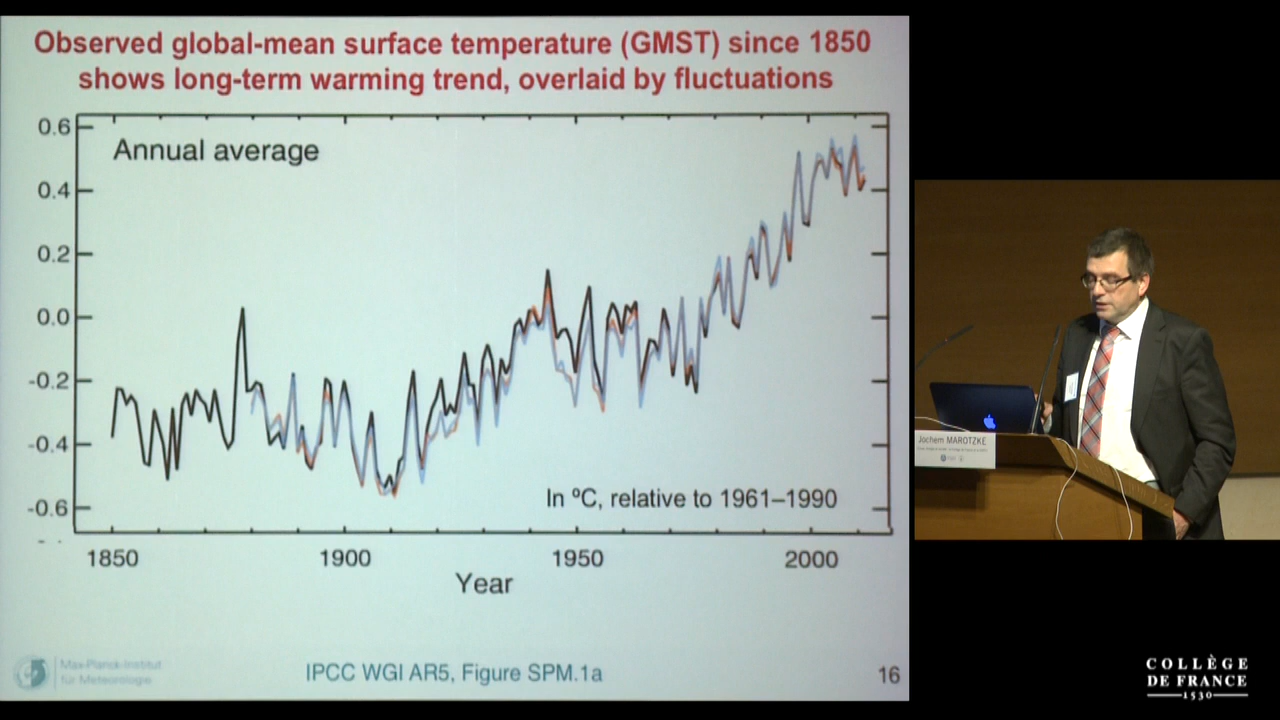 Observed global-mean surface temperature (GMST) since 1850
shows long-term warming trend, overlaid by fluctuations
Annual average
0.6
0.4
0.2
0.0
-0.2
-0.4
-0.6
In ºC, relative to 1961–1990
1850
1900
1950
2000
Year
Max-Planck-Institut
für Meteorologie
IPCC WGI AR5, Figure SPM.1a
16
Jochem MAROTZKE
COLLÈGE
DE FRANCE
1530